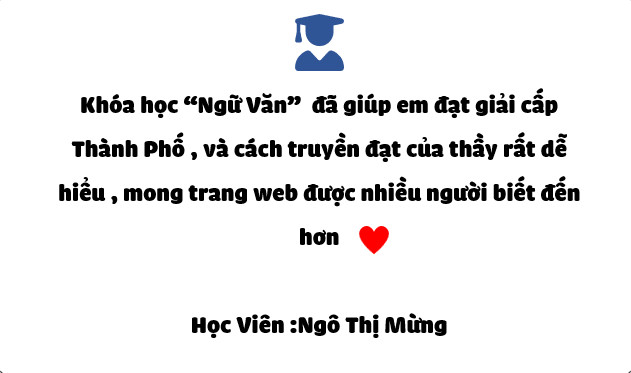 Khóa học “Ngữ Văn” đã giúp em đạt giải cấp
Thành Phố , và cách truyền đạt của thầy rất dễ
hiểu , mong trang web được nhiều người biết đến
hơn
Học Viên :Ngô Thị Mừng